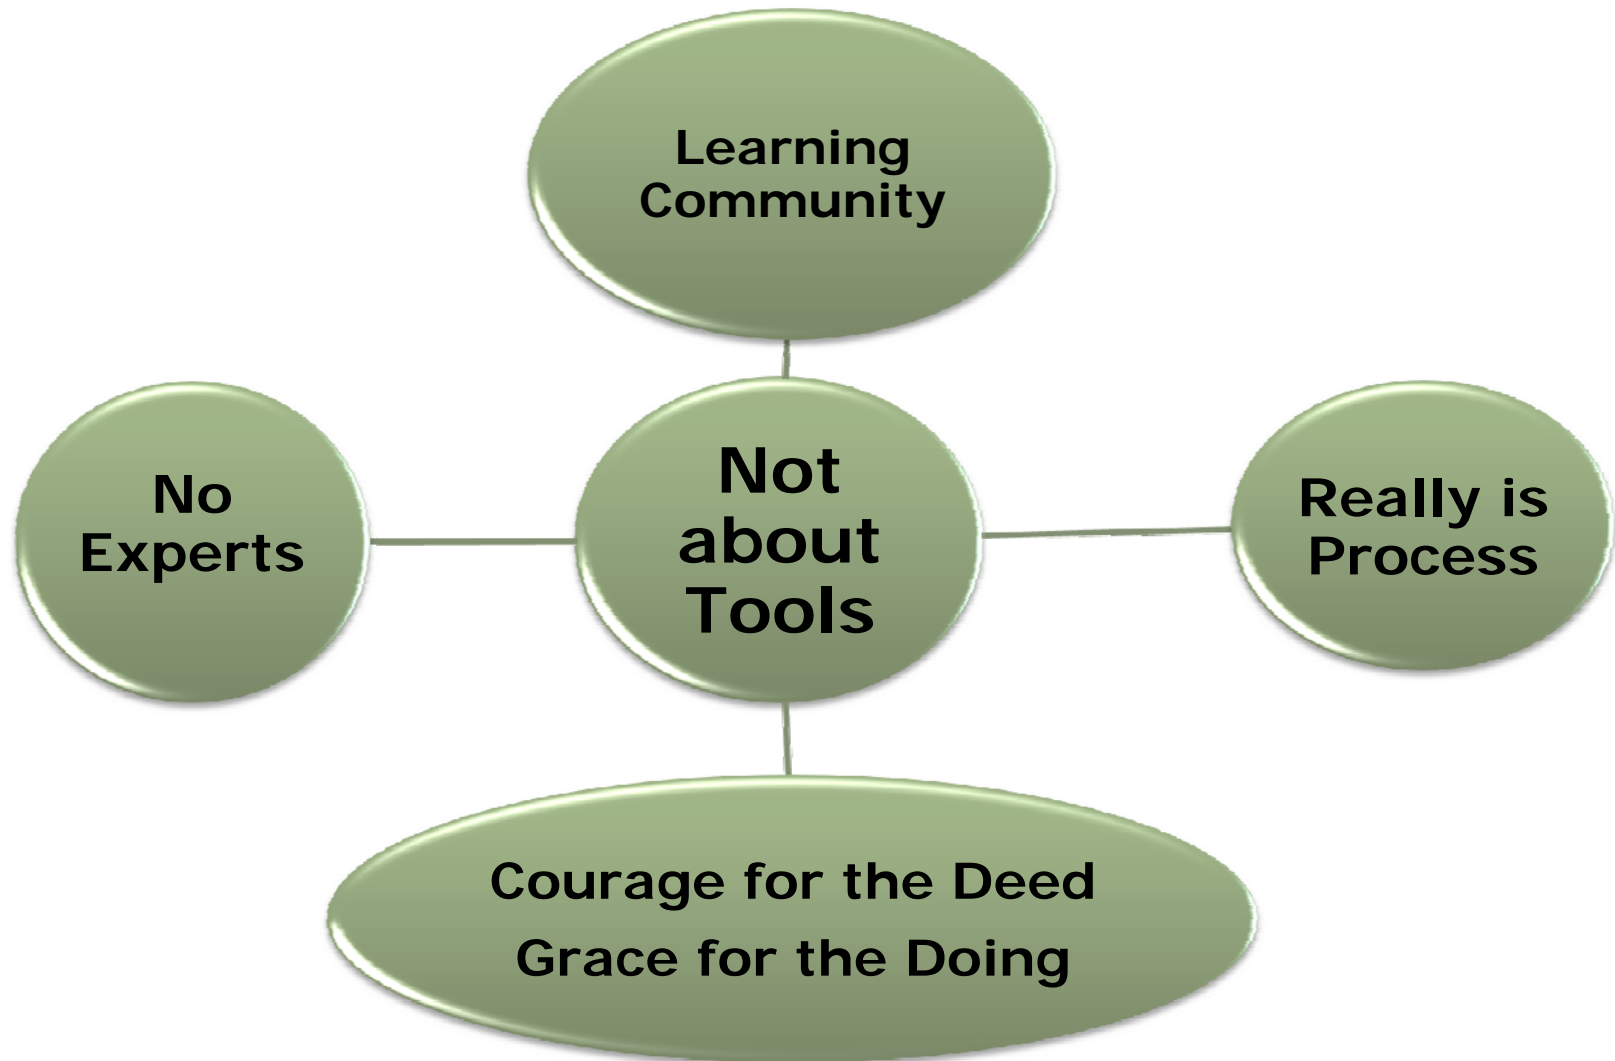 Learning
Community
No
Experts
Not
about
Tools
Really is
Process
Courage for the Deed
Grace for the Doing